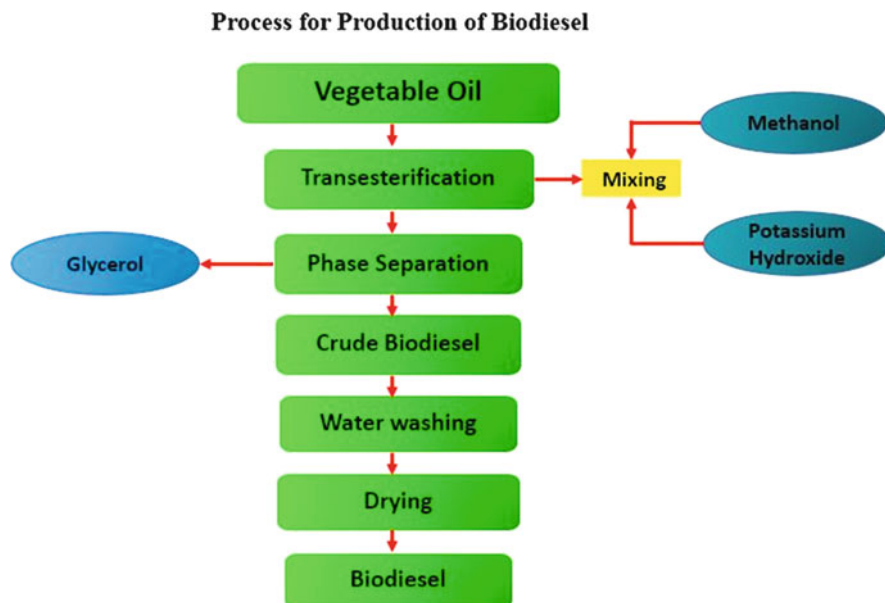 Process for Production of Biodiesel
Vegetable Oil
Methanol
Transesterification
Mixing
Potassium
Hydroxide
Glycerol
Phase Separation
Crude Biodiesel
Water washing
Drying
Biodiesel